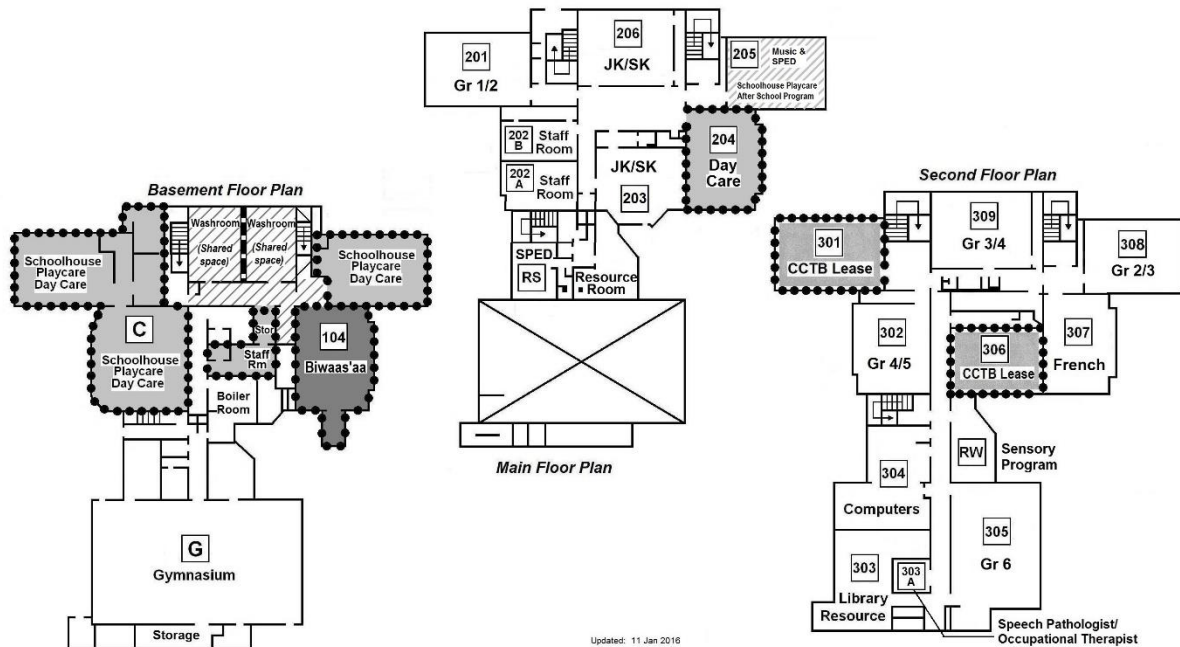 Basement Floor Plan
Washroom
(Shared
space)
Washroom
(Shared
space)
Schoolhouse
Playcare
Day Care
Schoolhouse
Playcare
Day Care
C
Schoolhouse
Playcare
Day Care
Stor
Staff
Rm
104
Biwaas'aa
Boiler
Room
G
Gymnasium
Storage
201
Gr 1/2
206
JK/SK
205
Music &
SPED
Schoolhouse Playcare
After School Program
202
B
Staff
Room
202
A
Staff
Room
JK/SK
203
204
Day
Care
SPED
RS
Resource
Room
Main Floor Plan
Updated: 11 Jan 2016
Second Floor Plan
301
CCTB Lease
309
Gr 3/4
308
Gr 2/3
302
Gr 4/5
306
CCTB Lease
307
French
304
Computers
RW
Sensory
Program
305
Gr 6
303
Library
Resource
303
A
Speech Pathologist/
Occupational Therapist